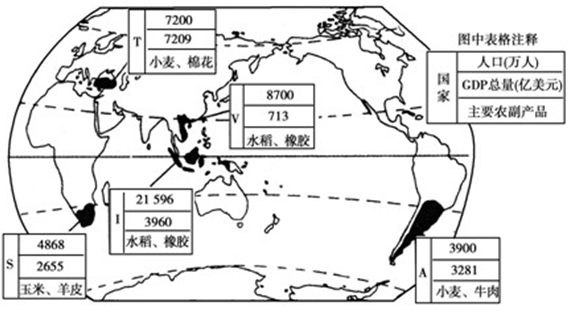 7200
T
7209
小麦、棉花
图中表格注释
国家
人口(万人)
GDP总量(亿美元)
主要农副产品
8700
V
713
水稻、橡胶
21 596
I
3960
水稻、橡胶
4868
S
2655
玉米、羊皮
3900
A
3281
小麦、牛肉